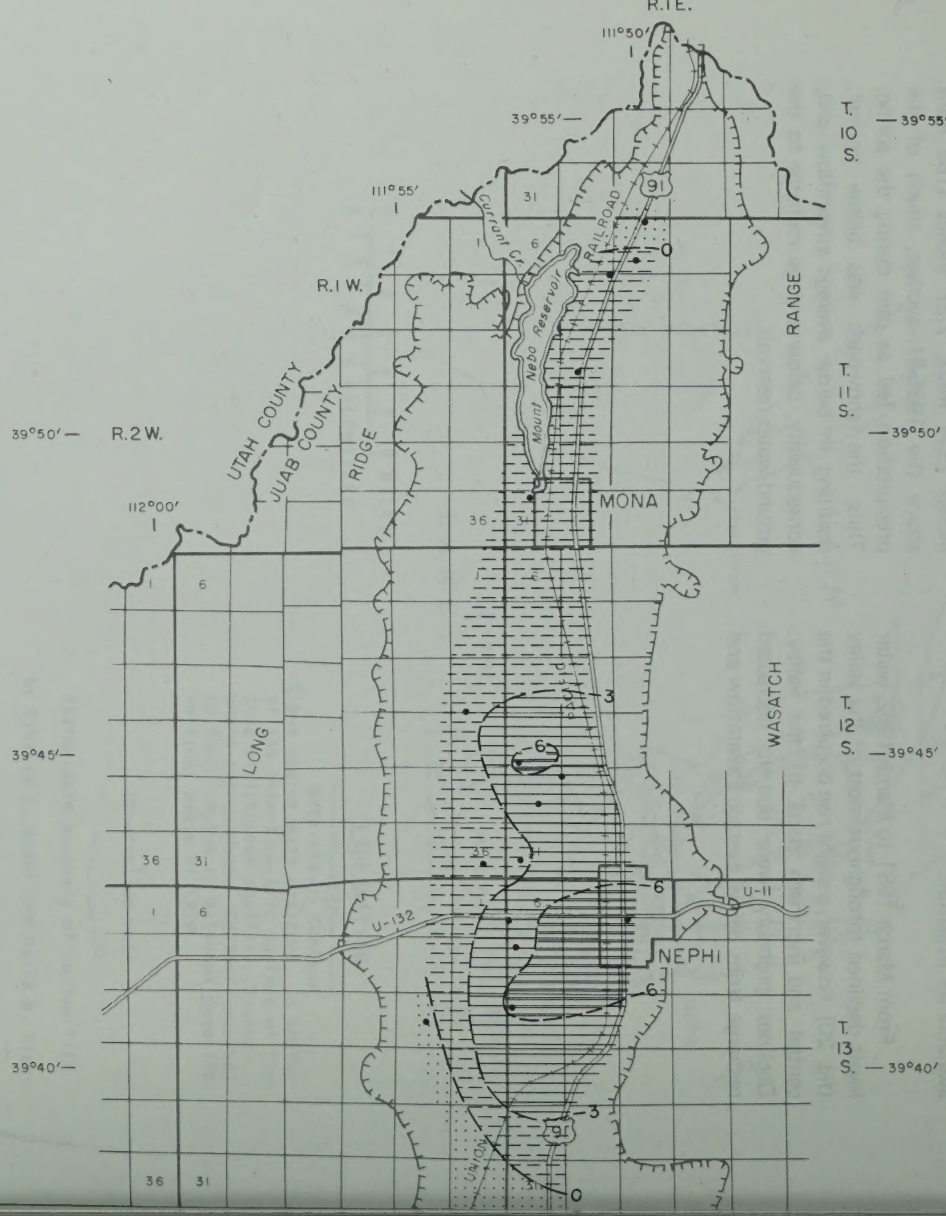 R.1E.
111°50'
39°55'—
T.
10
S.
—39°55'
91
111°55'
31
Currant Cr.
RAILROAD
1
6
0
R.1 W.
Mount Nebo Reservoir
RANGE
T.
11
S.
UTAH COUNTY
JUAB COUNTY
39°50'—
R.2 W.
RIDGE
—39°50'
112°00'
36
31
MONA
1
6
6
3
T.
12
S.
WASATCH
LONG
39°45'—
6
—39°45'
36
31
36
1
6
6
6
U-11
U-132
NEPHI
6
T.
13
S.
39°40'—
—39°40'
3
91
UNION
36
31
0